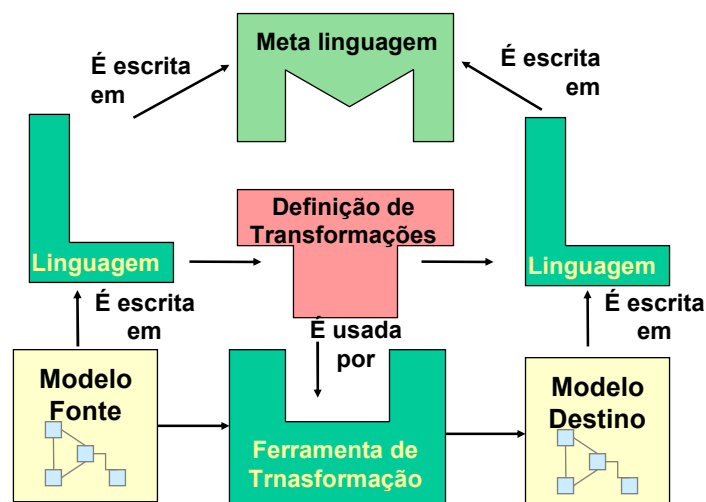 Meta linguagem
É escrita
em
É escrita
em
Definição de
Transformações
Linguagem
Linguagem
É escrita
em
É usada
por
É escrita
em
Modelo
Fonte
Ferramenta de
Trnasformação
Modelo
Destino